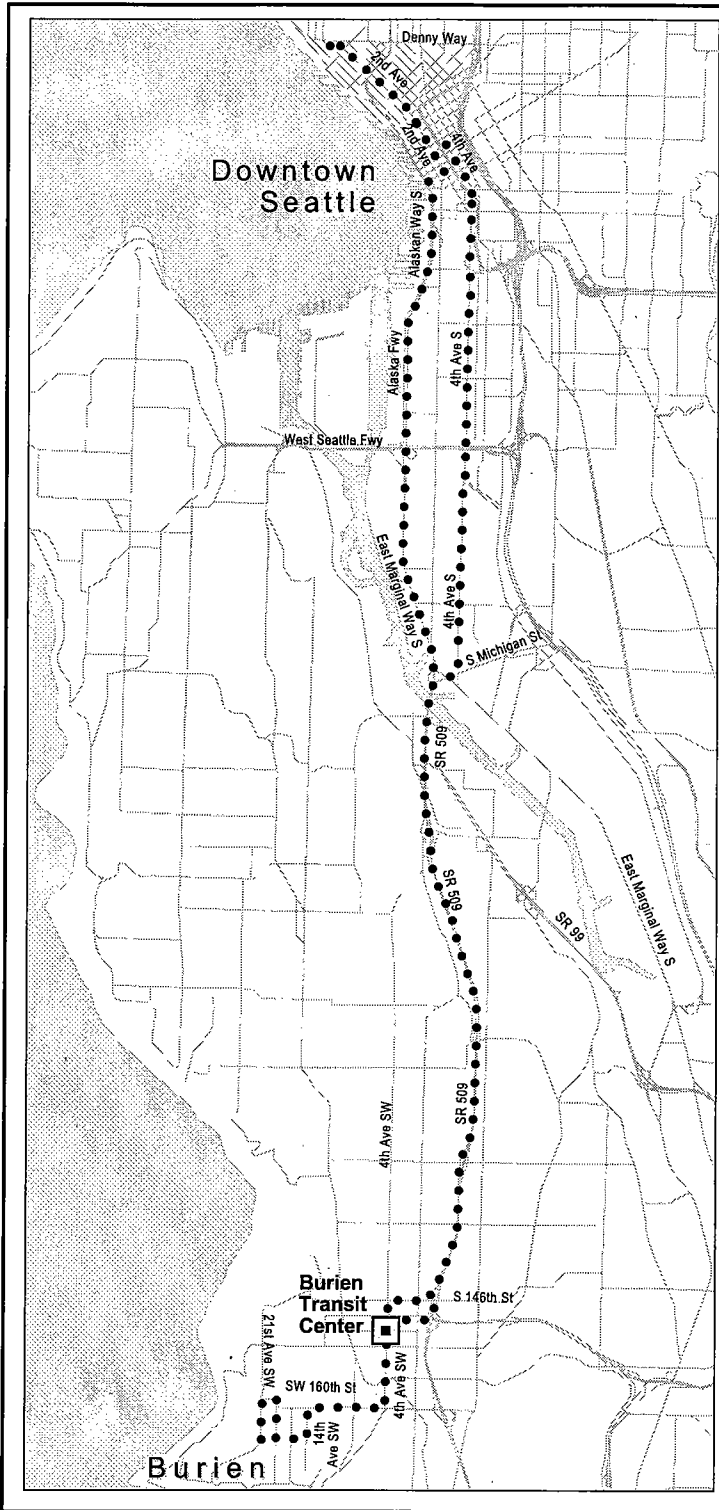 Denny Way
2nd Ave
2nd Ave
4th Ave
Downtown
Seattle
Alaskan Way S
Alaska Fwy
4th Ave S
West Seattle Fwy
East Marginal Way S
4th Ave S
S Michigan St
SR 509
SR 509
SR 99
East Marginal Way S
SR 509
4th Ave SW
Burien
Transit
Center
S 146th St
21st Ave SW
SW 160th St
4th Ave SW
14th
Ave SW
Burien